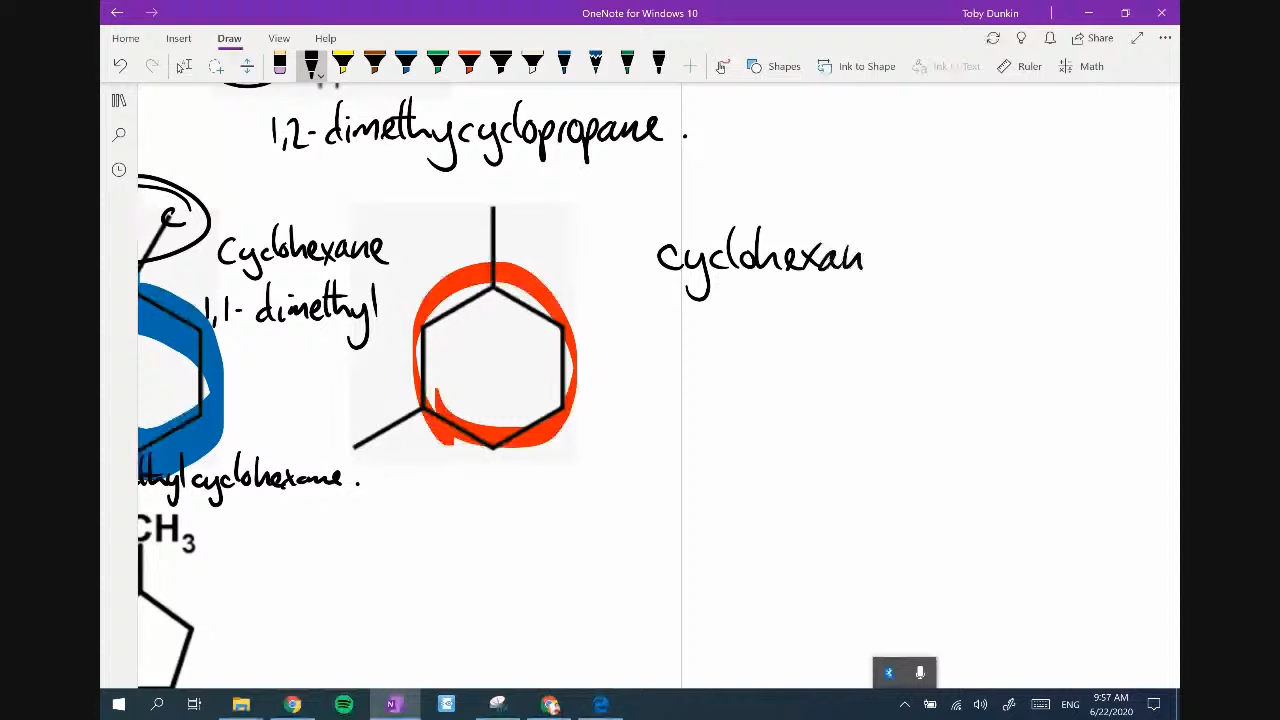 OneNote for Windows 10
Toby Dunkin
Home Insert Draw View Help
Share
Shapes Ink to Shape Ink to Text Ruler Math
1,2-dimethycyclopropane.
cyclohexane
1,1-dimethyl
cyclohexan
thylcyclohexane.
CH3
ENG
9:57 AM
6/22/2020